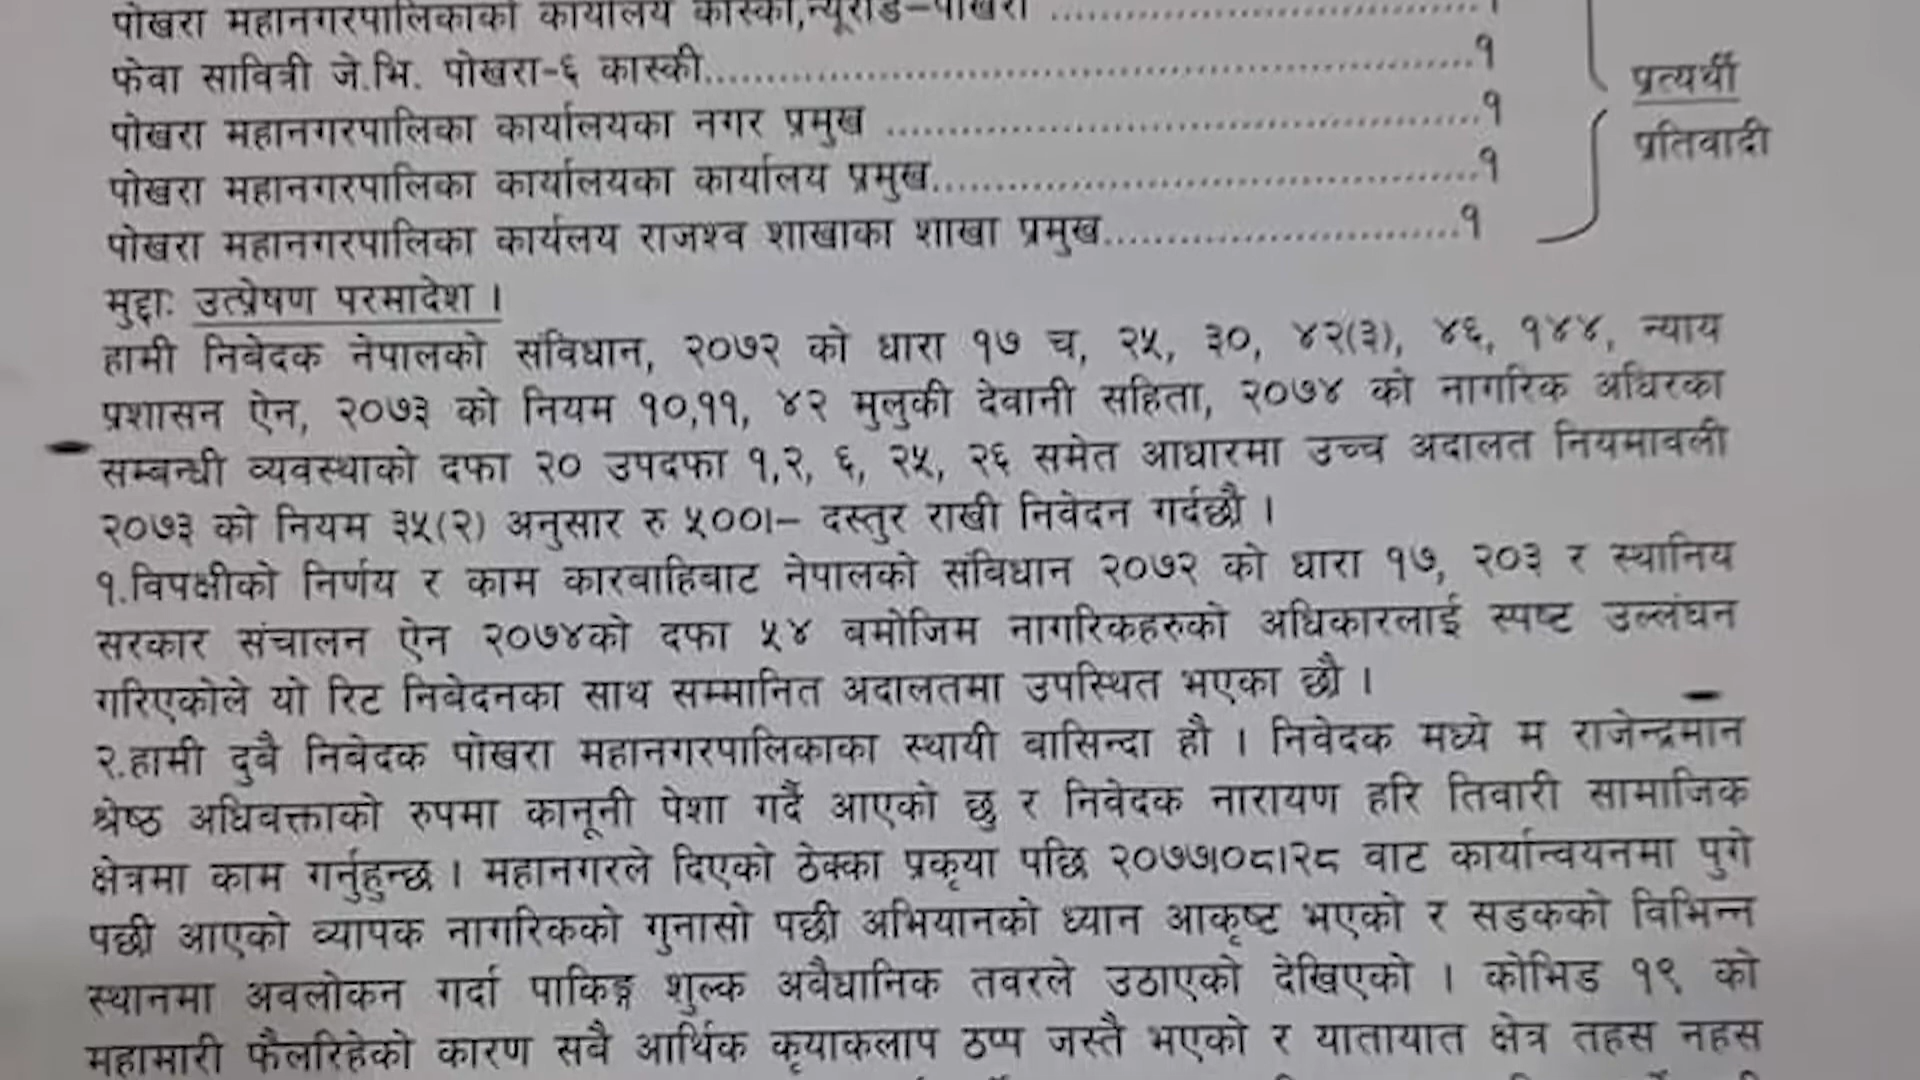 पोखरा महानगरपालिकाको कार्यालय कास्की,न्यूरोड–पोखरा ........................................१
फेवा सावित्री जे.भि. पोखरा-६ कास्की............................................................१
पोखरा महानगरपालिका कार्यालयका नगर प्रमुख ..............................................१
पोखरा महानगरपालिका कार्यालयका कार्यालय प्रमुख..........................................१
पोखरा महानगरपालिका कार्यलय राजश्व शाखाका शाखा प्रमुख............................१
प्रत्यर्थी
प्रतिवादी
मुद्दाः उत्प्रेषण परमादेश ।
हामी निबेदक नेपालको संविधान, २०७२ को धारा १७ च, २५, ३०, ४२(३), ४६, १४४, न्याय
प्रशासन ऐन, २०७३ को नियम १०,११, ४२ मुलुकी देवानी सहिता, २०७४ को नागरिक अधिरका
सम्बन्धी व्यवस्थाको दफा २० उपदफा १,२, ६, २५, २६ समेत आधारमा उच्च अदालत नियमावली
२०७३ को नियम ३५(२) अनुसार रु ५००।– दस्तुर राखी निवेदन गर्दछौ ।
१.विपक्षीको निर्णय र काम कारबाहिबाट नेपालको संविधान २०७२ को धारा १७, २०३ र स्थानिय
सरकार संचालन ऐन २०७४को दफा ५४ बमोजिम नागरिकहरुको अधिकारलाई स्पष्ट उल्लंघन
गरिएकोले यो रिट निबेदनका साथ सम्मानित अदालतमा उपस्थित भएका छौ ।
२.हामी दुबै निबेदक पोखरा महानगरपालिकाका स्थायी बासिन्दा हौ । निवेदक मध्ये म राजेन्द्रमान
श्रेष्ठ अधिवक्ताको रुपमा कानूनी पेशा गर्दै आएको छु र निवेदक नारायण हरि तिवारी सामाजिक
क्षेत्रमा काम गर्नुहुन्छ । महानगरले दिएको ठेक्का प्रकृया पछि २०७७।०८।२८ वाट कार्यान्वयनमा पुगे
पछी आएको व्यापक नागरिकको गुनासो पछी अभियानको ध्यान आकृष्ट भएको र सडकको विभिन्न
स्थानमा अवलोकन गर्दा पाकिङ्ग शुल्क अवैधानिक तवरले उठाएको देखिएको । कोभिड १९ को
महामारी फैलरिहेको कारण सबै आर्थिक कृयाकलाप ठप्प जस्तै भएको र यातायात क्षेत्र तहस नहस